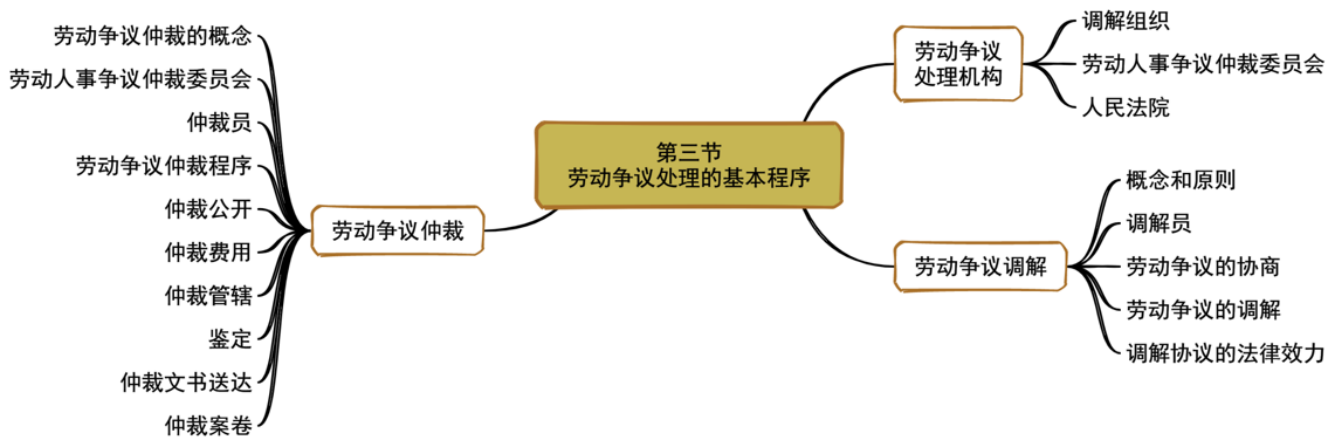 第三节
劳动争议处理的基本程序
劳动争议
处理机构
调解组织
劳动人事争议仲裁委员会
人民法院
劳动争议调解
概念和原则
调解员
劳动争议的协商
劳动争议的调解
调解协议的法律效力
劳动争议仲裁
劳动争议仲裁的概念
劳动人事争议仲裁委员会
仲裁员
劳动争议仲裁程序
仲裁公开
仲裁费用
仲裁管辖
鉴定
仲裁文书送达
仲裁案卷